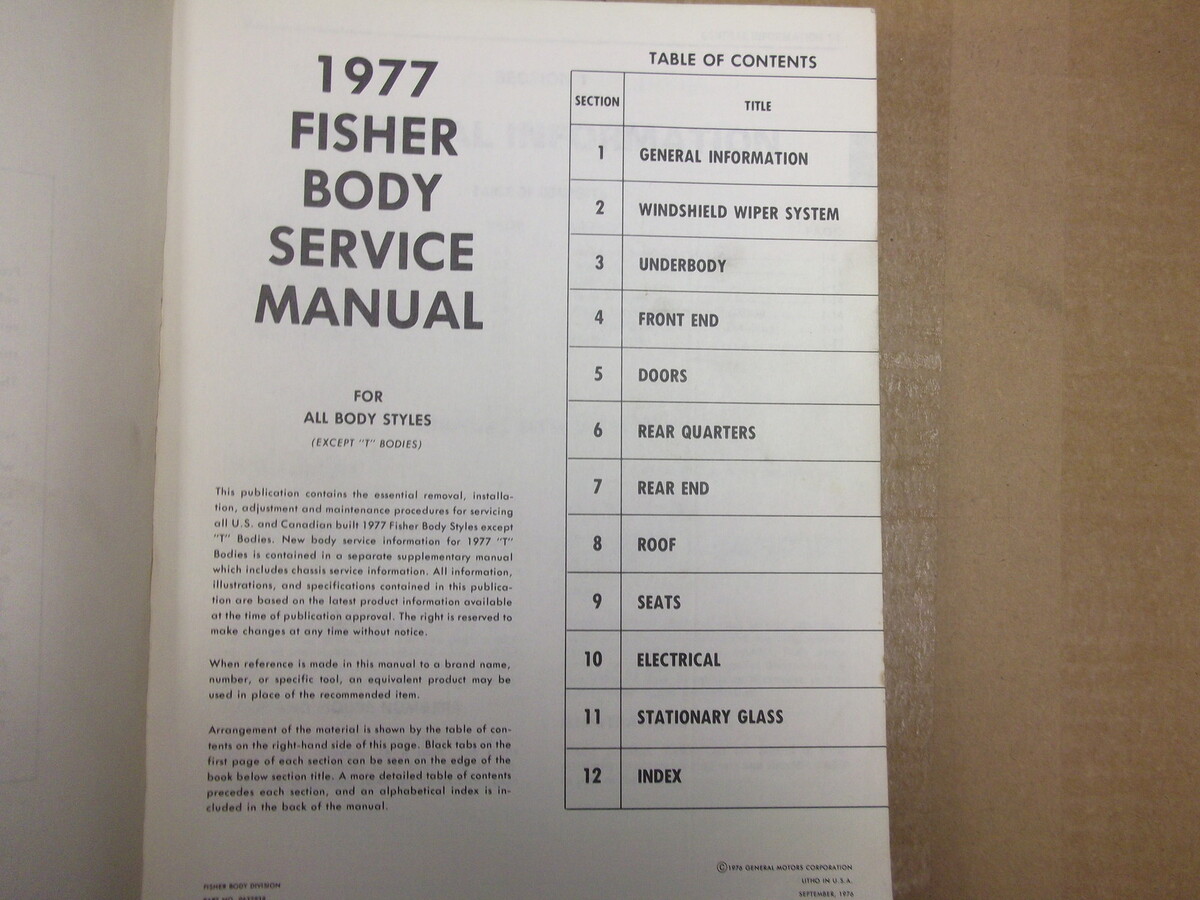 1977
FISHER
BODY
SERVICE
MANUAL
FOR
ALL BODY STYLES
(EXCEPT "T" BODIES)
This publication contains the essential removal, installa-
tion, adjustment and maintenance procedures for servicing
all U.S. and Canadian built 1977 Fisher Body Styles except
"T" Bodies. New body service information for 1977 "T"
Bodies is contained in a separate supplementary manual
which includes chassis service information. All information,
illustrations, and specifications contained in this publica-
tion are based on the latest product information available
at the time of publication approval. The right is reserved to
make changes at any time without notice.
When reference is made in this manual to a brand name,
number, or specific tool, an equivalent product may be
used in place of the recommended item.
Arrangement of the material is shown by the table of con-
tents on the right-hand side of this page. Black tabs on the
first page of each section can be seen on the edge of the
book below section title. A more detailed table of contents
precedes each section, and an alphabetical index is in-
cluded in the back of the manual.
FISHER BODY DIVISION
PART NO.
TABLE OF CONTENTS
SECTION TITLE
1 GENERAL INFORMATION
2 WINDSHIELD WIPER SYSTEM
3 UNDERBODY
4 FRONT END
5 DOORS
6 REAR QUARTERS
7 REAR END
8 ROOF
9 SEATS
10 ELECTRICAL
11 STATIONARY GLASS
12 INDEX
©1976 GENERAL MOTORS CORPORATION
LITHO IN U.S.A.
SEPTEMBER, 1976